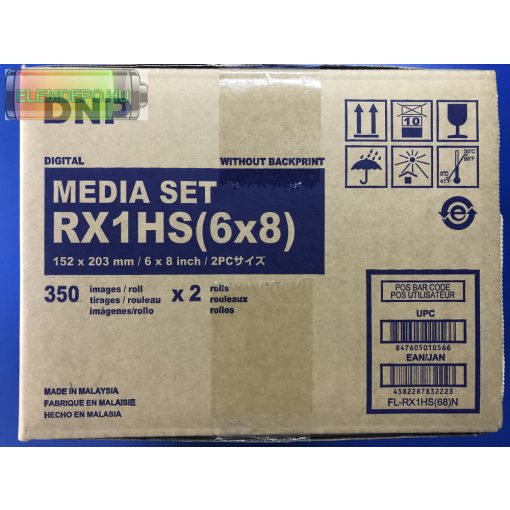 ELEMDEPO.HU
DNP
DIGITAL
WITHOUT BACKPRINT
MEDIA SET
RX1HS(6x8)
152 x 203 mm / 6 x 8 inch / 2PCサイズ
350 images / roll x 2 rolls
tirages / rouleau rouleaux
imágenes/rollo rollos
MADE IN MALAYSIA
FABRIQUE EN MALAISIE
HECHO EN MALASIA
10
30°C
86°F
5°C
41°F
e
POS BAR CODE
POS UTILISATEUR
UPC
847605010566
EAN/JAN
4582287832223
FL-RX1HS(68)N